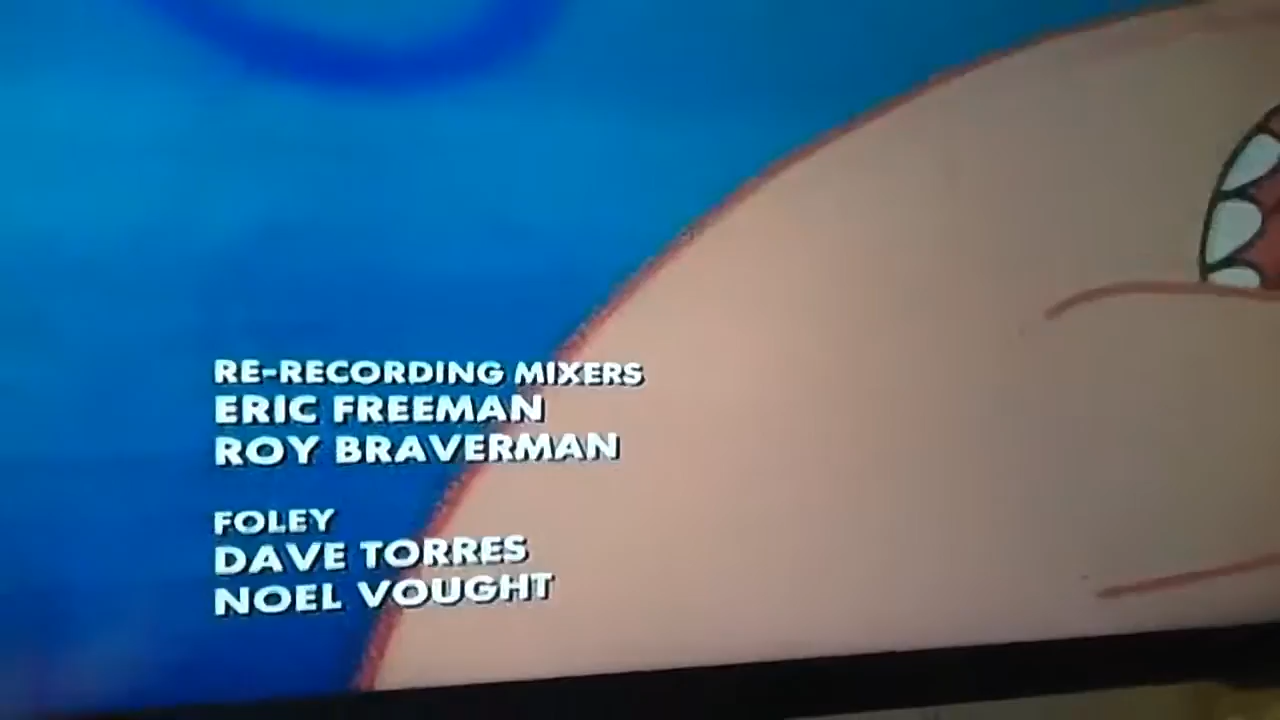 RE-RECORDING MIXERS
ERIC FREEMAN
ROY BRAVERMAN
FOLEY
DAVE TORRES
NOEL VOUGHT